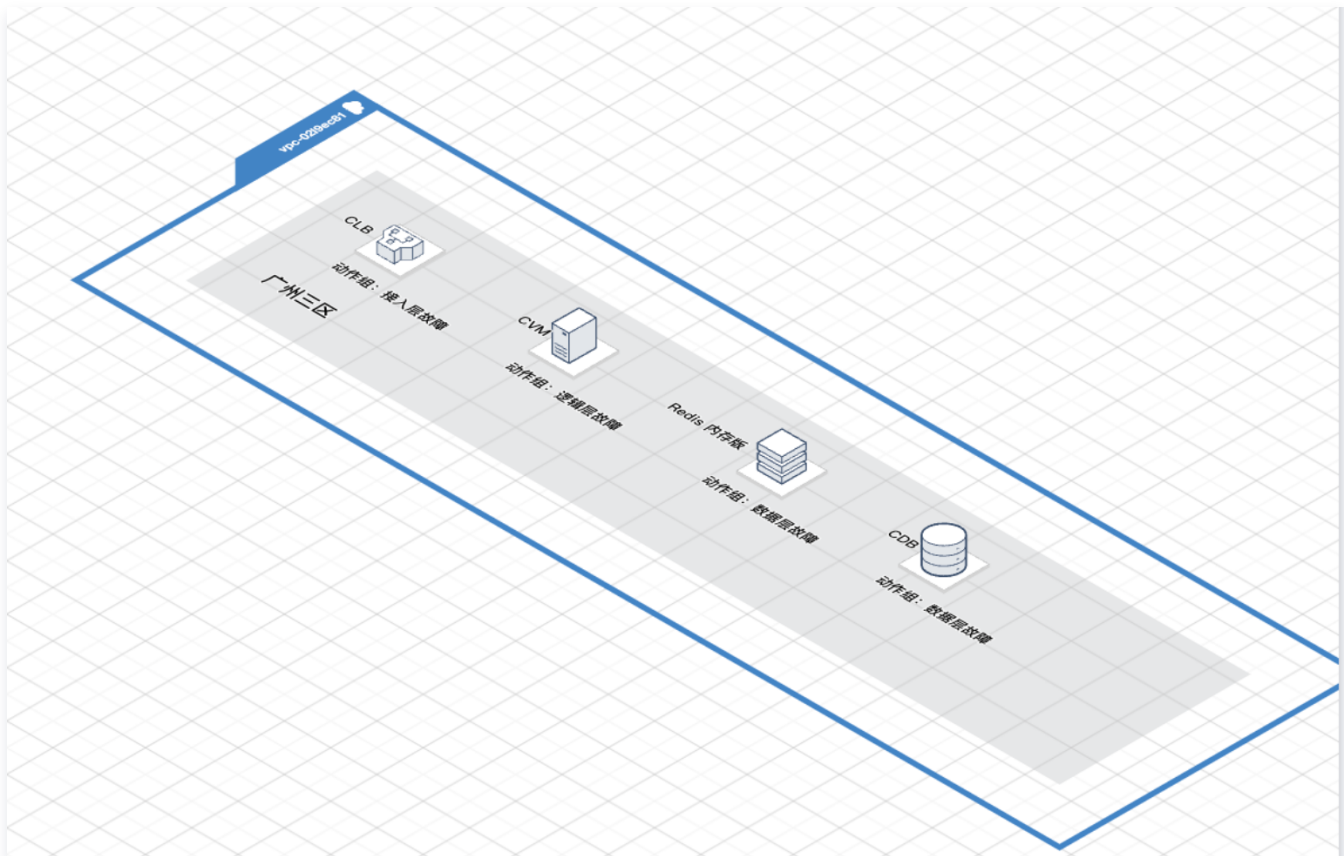 vpc-02l9ec81
CLB
动作组：接入层故障
广州三区
CVM
动作组：逻辑层故障
Redis 内存版
动作组：数据层故障
CDB
动作组：数据层故障